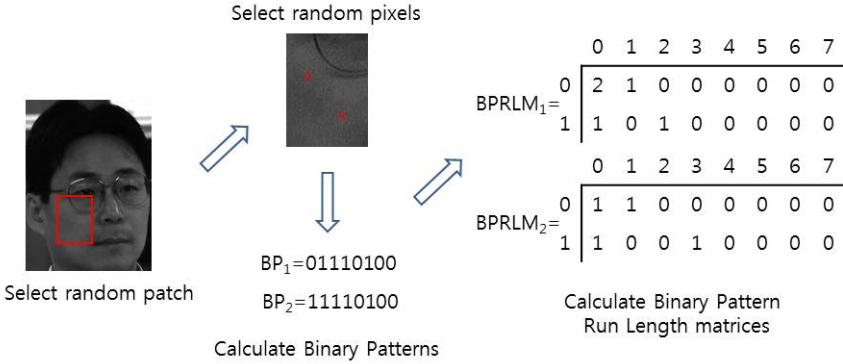 Select random pixels
Select random patch
BP₁=01110100
BP₂=11110100
Calculate Binary Patterns
0 1 2 3 4 5 6 7
0 2 1 0 0 0 0 0 0
BPRLM₁=
1 1 0 1 0 0 0 0 0
0 1 2 3 4 5 6 7
0 1 1 0 0 0 0 0 0
BPRLM₂=
1 1 0 0 1 0 0 0 0
Calculate Binary Pattern
Run Length matrices